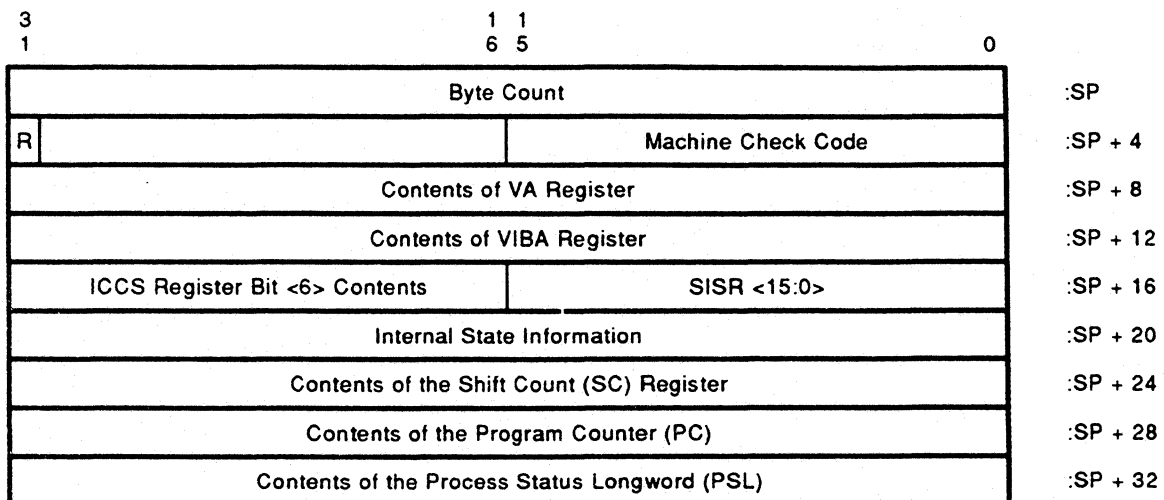 3 1 1
1 6 5 0
Byte Count :SP
R Machine Check Code :SP + 4
Contents of VA Register :SP + 8
Contents of VIBA Register :SP + 12
ICCS Register Bit <6> Contents SISR <15:0> :SP + 16
Internal State Information :SP + 20
Contents of the Shift Count (SC) Register :SP + 24
Contents of the Program Counter (PC) :SP + 28
Contents of the Process Status Longword (PSL) :SP + 32